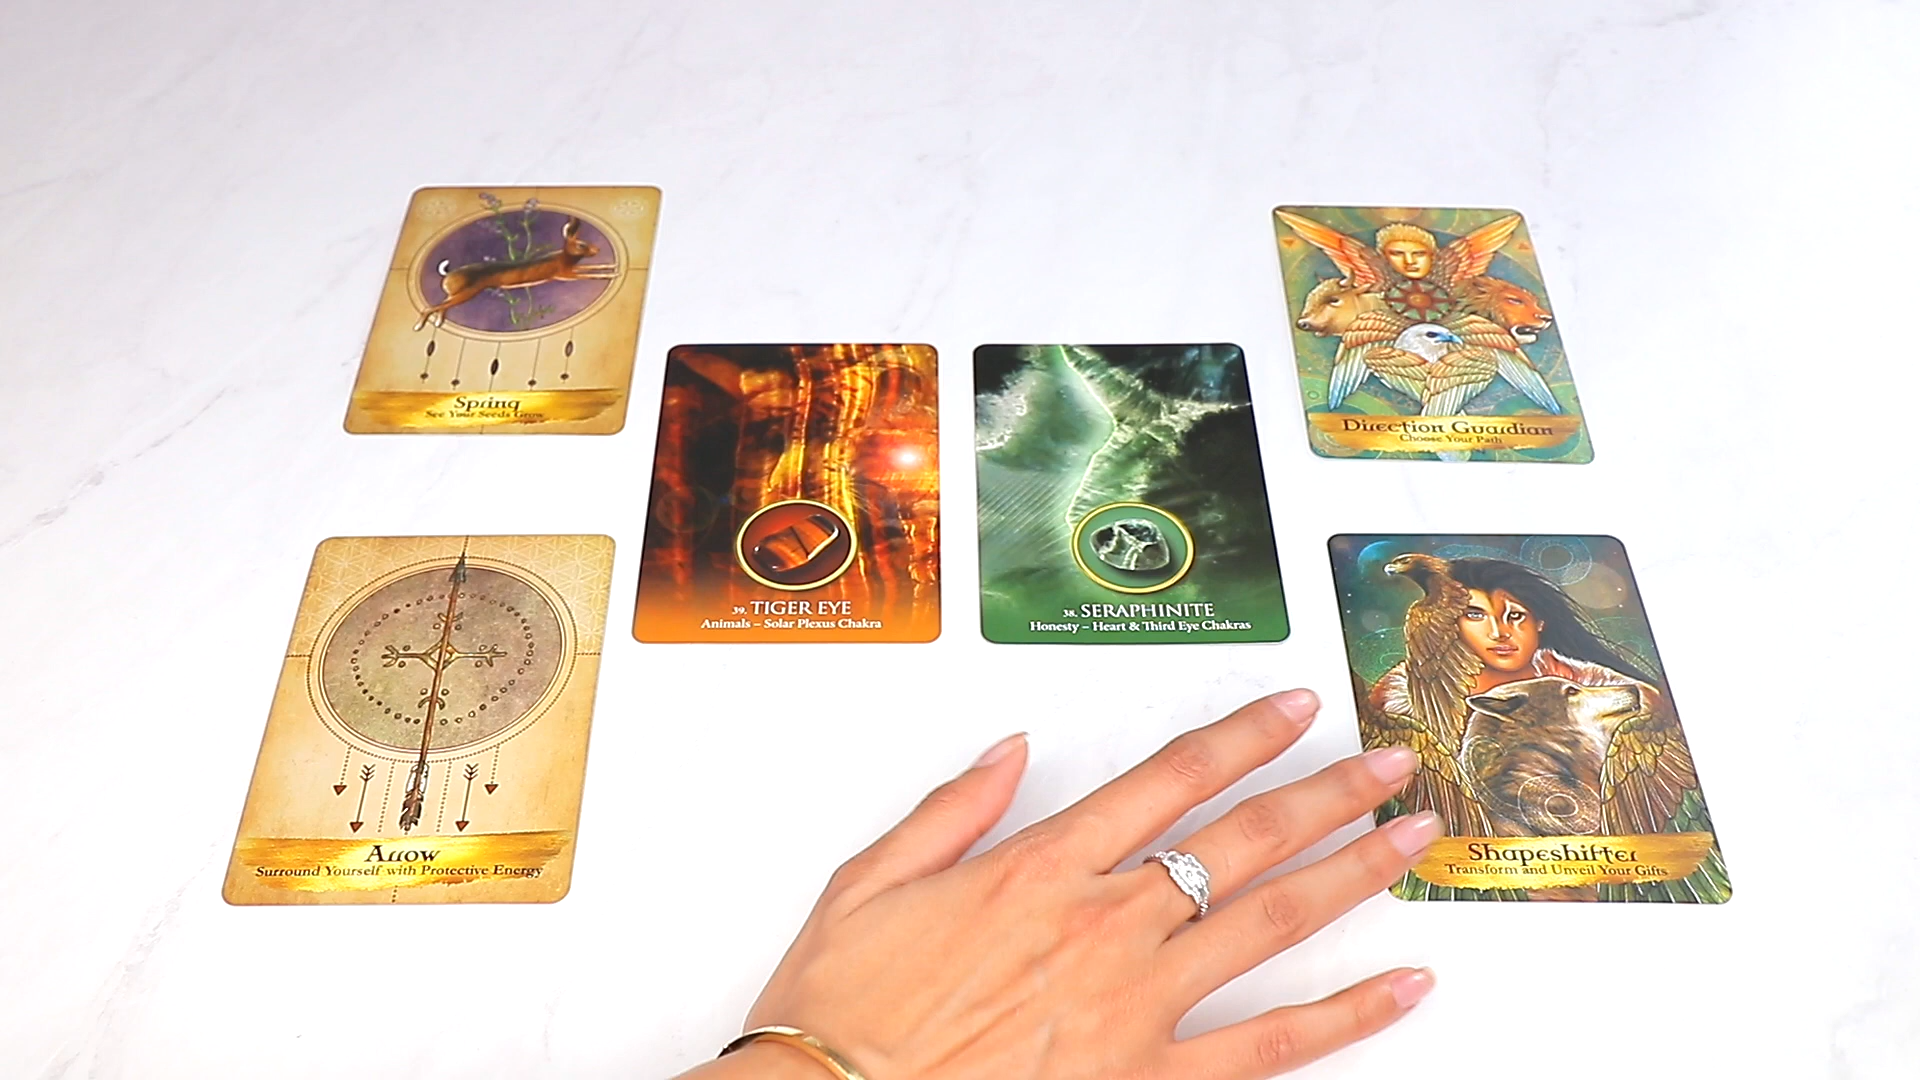 Spring
See Your Seeds Grow
Direction Guardian
Choose Your Path
39. TIGER EYE
Animals – Solar Plexus Chakra
38. SERAPHINITE
Honesty – Heart & Third Eye Chakras
Arrow
Surround Yourself with Protective Energy
Shapeshifter
Transform and Unveil Your Gifts